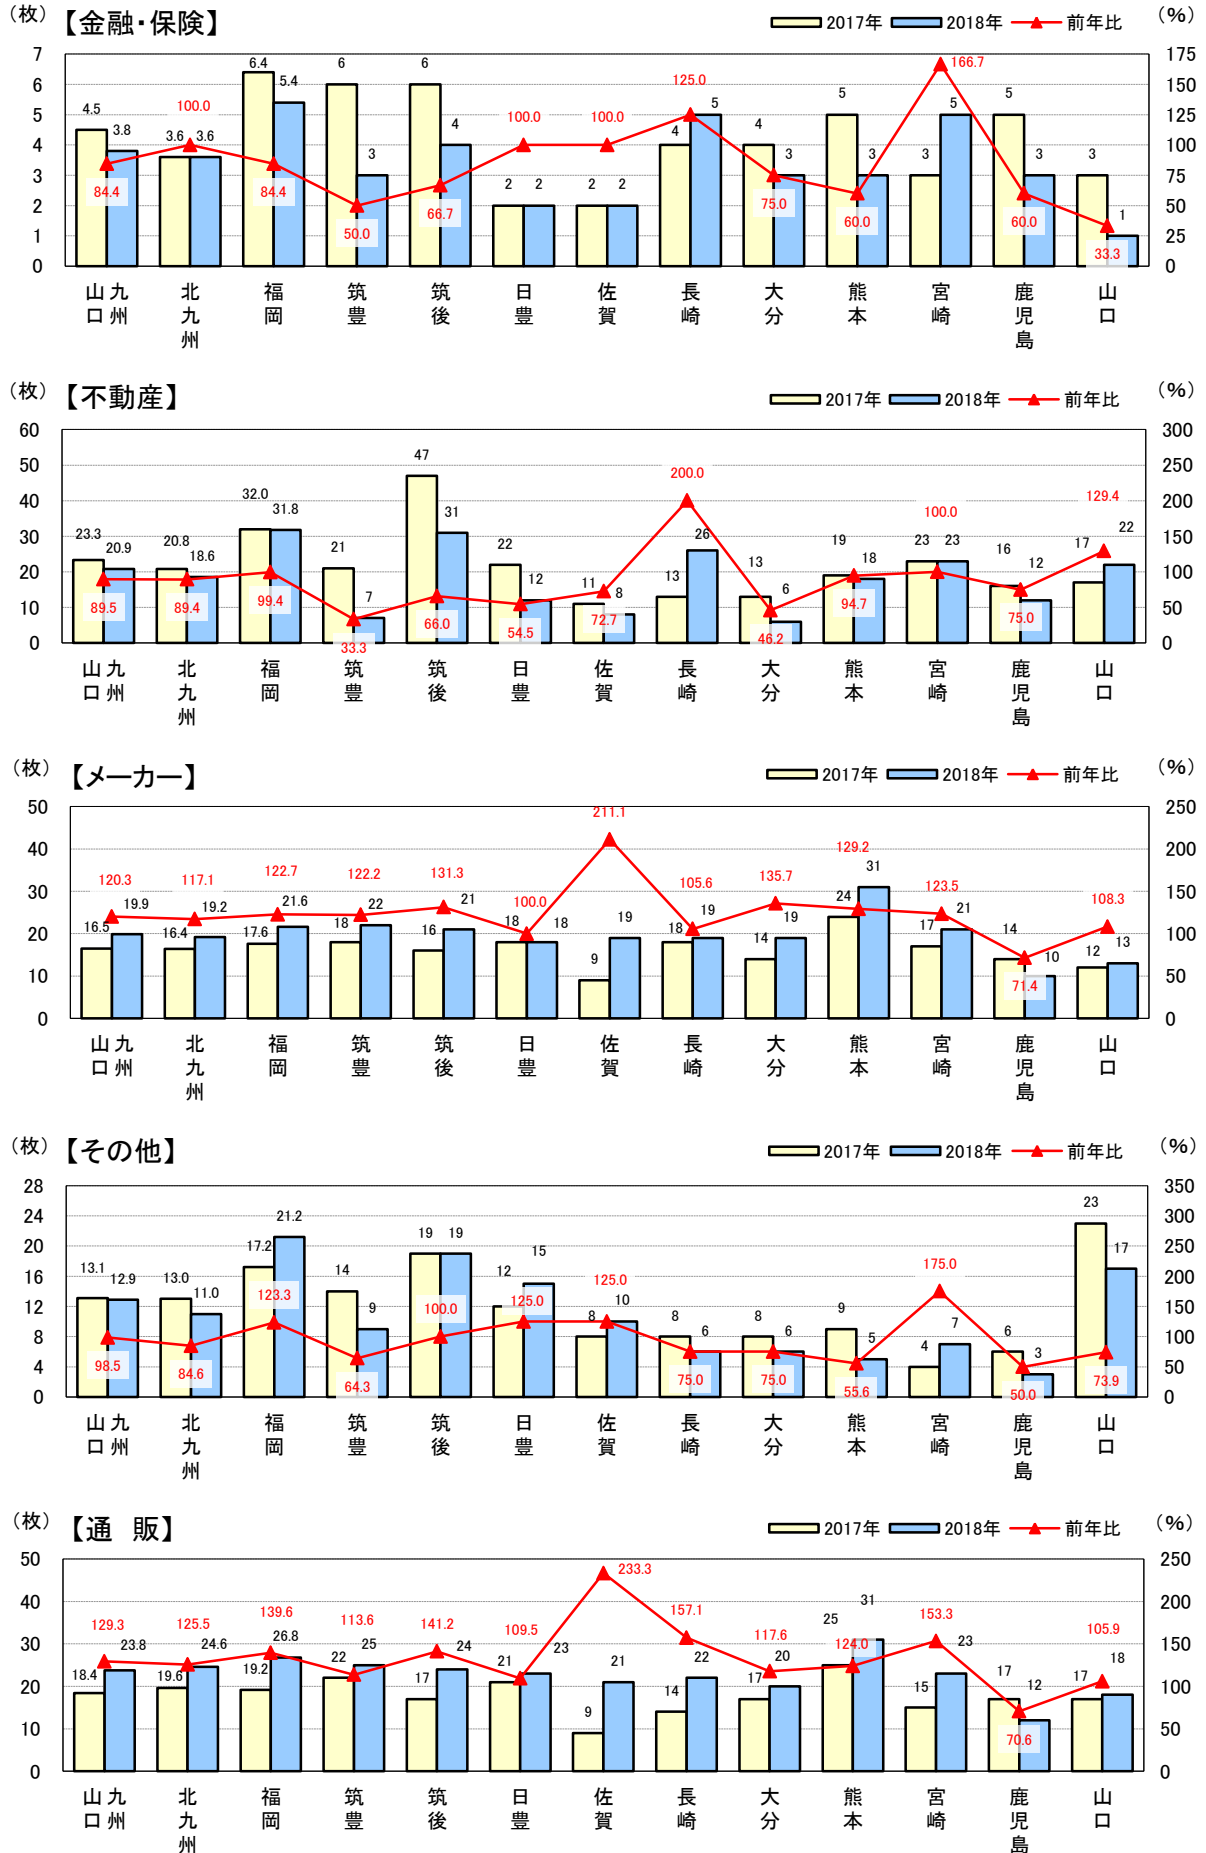 (枚) 【金融・保険】 2017年 2018年 前年比 (%)
7 6 5 4 3 2 1 0
175 150 125 100 75 50 25 0
4.5 3.8 3.6 3.6 6.4 5.4 6 3 6 4 2 2 2 2 4 5 4 3 5 3 3 5 5 3 3 1
84.4 100.0 84.4 50.0 66.7 100.0 100.0 125.0 75.0 60.0 166.7 60.0 33.3
九州山口 北九州 福岡 筑豊 筑後 日豊 佐賀 長崎 大分 熊本 宮崎 鹿児島 山口
(枚) 【不動産】 2017年 2018年 前年比 (%)
60 50 40 30 20 10 0
300 250 200 150 100 50 0
23.3 20.9 20.8 18.6 32.0 31.8 21 7 47 31 22 12 11 8 13 26 13 6 19 18 23 23 16 12 17 22
89.5 89.4 99.4 33.3 66.0 54.5 72.7 200.0 46.2 94.7 100.0 75.0 129.4
九州山口 北九州 福岡 筑豊 筑後 日豊 佐賀 長崎 大分 熊本 宮崎 鹿児島 山口
(枚) 【メーカー】 2017年 2018年 前年比 (%)
50 40 30 20 10 0
250 200 150 100 50 0
16.5 19.9 16.4 19.2 17.6 21.6 18 22 16 21 18 18 9 19 18 19 14 19 24 31 17 21 14 10 12 13
120.3 117.1 122.7 122.2 131.3 100.0 211.1 105.6 135.7 129.2 123.5 71.4 108.3
九州山口 北九州 福岡 筑豊 筑後 日豊 佐賀 長崎 大分 熊本 宮崎 鹿児島 山口
(枚) 【その他】 2017年 2018年 前年比 (%)
28 24 20 16 12 8 4 0
350 300 250 200 150 100 50 0
13.1 12.9 13.0 11.0 17.2 21.2 14 9 19 19 12 15 8 10 8 6 8 6 9 5 4 7 6 3 23 17
98.5 84.6 123.3 64.3 100.0 125.0 125.0 75.0 75.0 55.6 175.0 50.0 73.9
九州山口 北九州 福岡 筑豊 筑後 日豊 佐賀 長崎 大分 熊本 宮崎 鹿児島 山口
(枚) 【通 販】 2017年 2018年 前年比 (%)
50 40 30 20 10 0
250 200 150 100 50 0
18.4 23.8 19.6 24.6 19.2 26.8 22 25 17 24 21 23 9 21 14 22 17 20 25 31 15 23 17 12 17 18
129.3 125.5 139.6 113.6 141.2 109.5 233.3 157.1 117.6 124.0 153.3 70.6 105.9
九州山口 北九州 福岡 筑豊 筑後 日豊 佐賀 長崎 大分 熊本 宮崎 鹿児島 山口